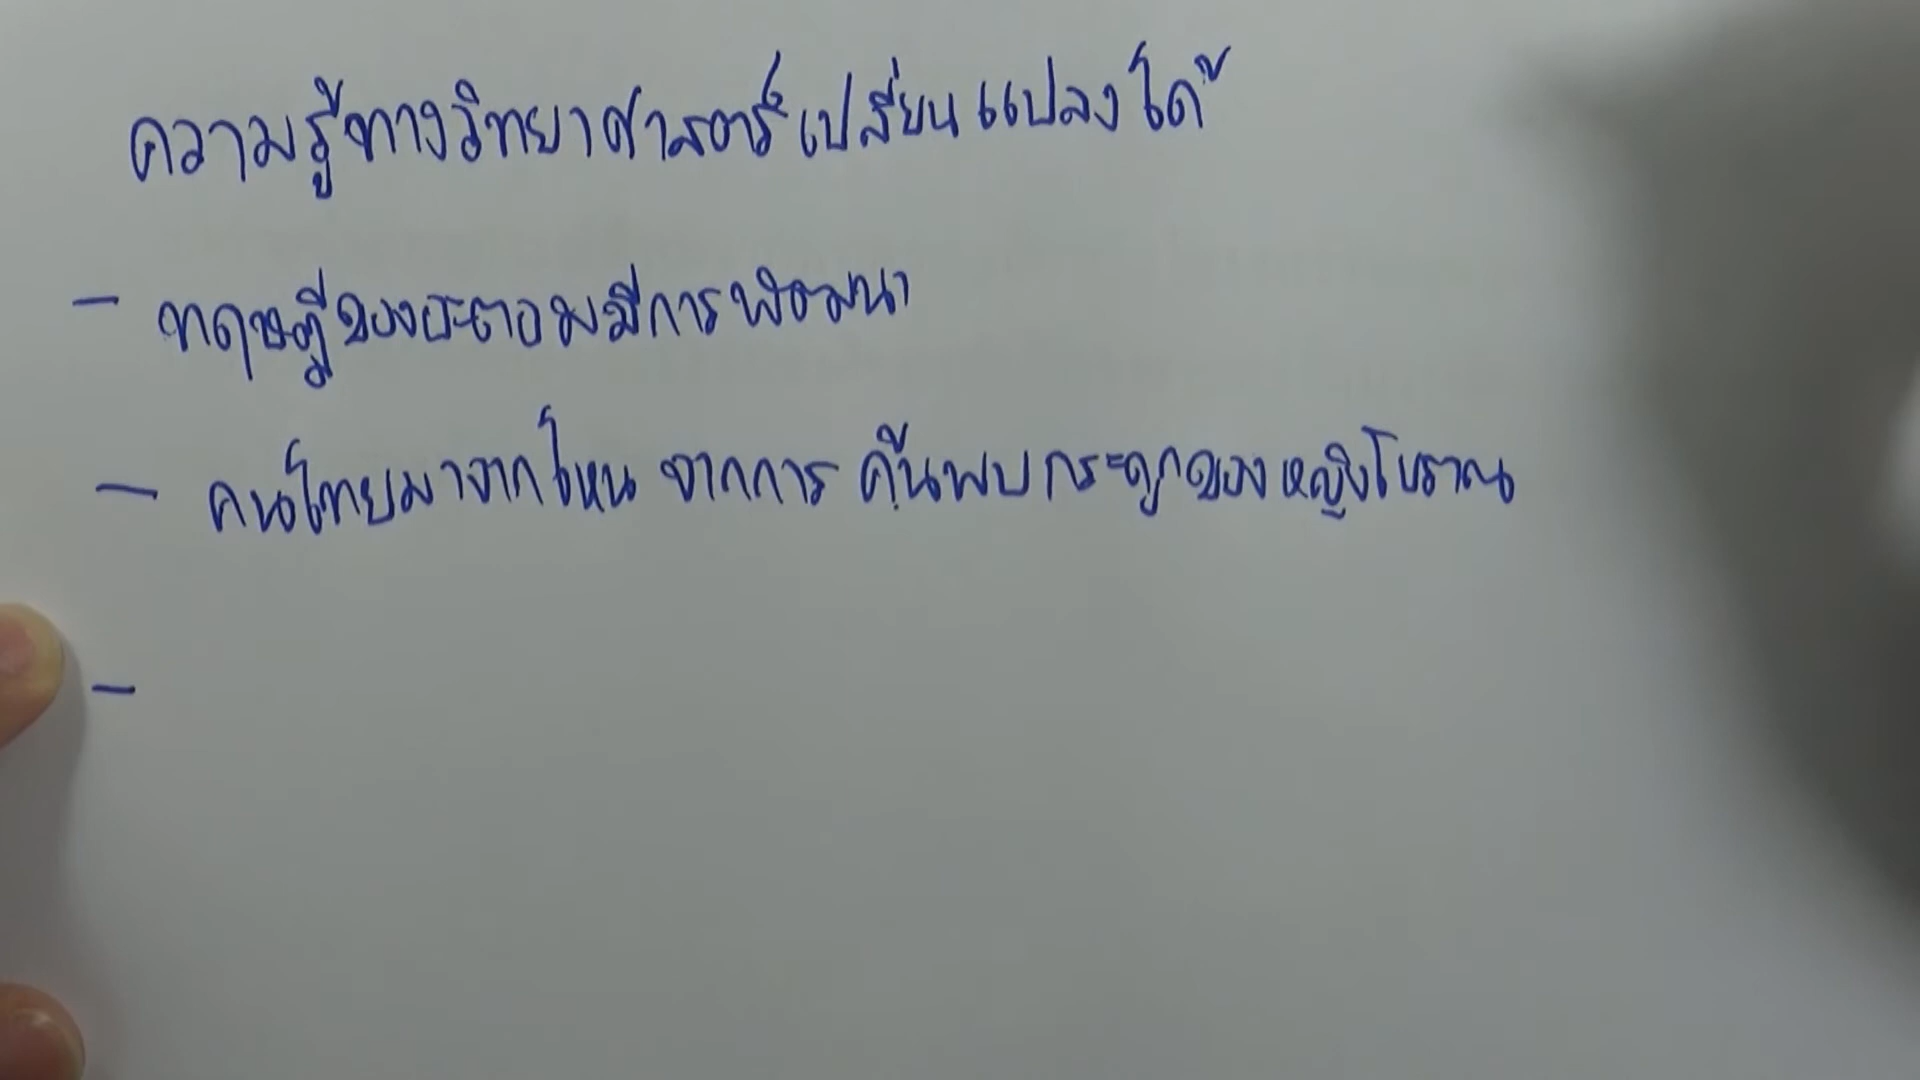 ความรู้ทางวิทยาศาสตร์เปลี่ยนแปลงได้
- ทฤษฎีของอะตอมมีการพัฒนา
- คนไทยมาจากไหน จากการ ค้นพบกระดูกของหญิงโบราณ
-